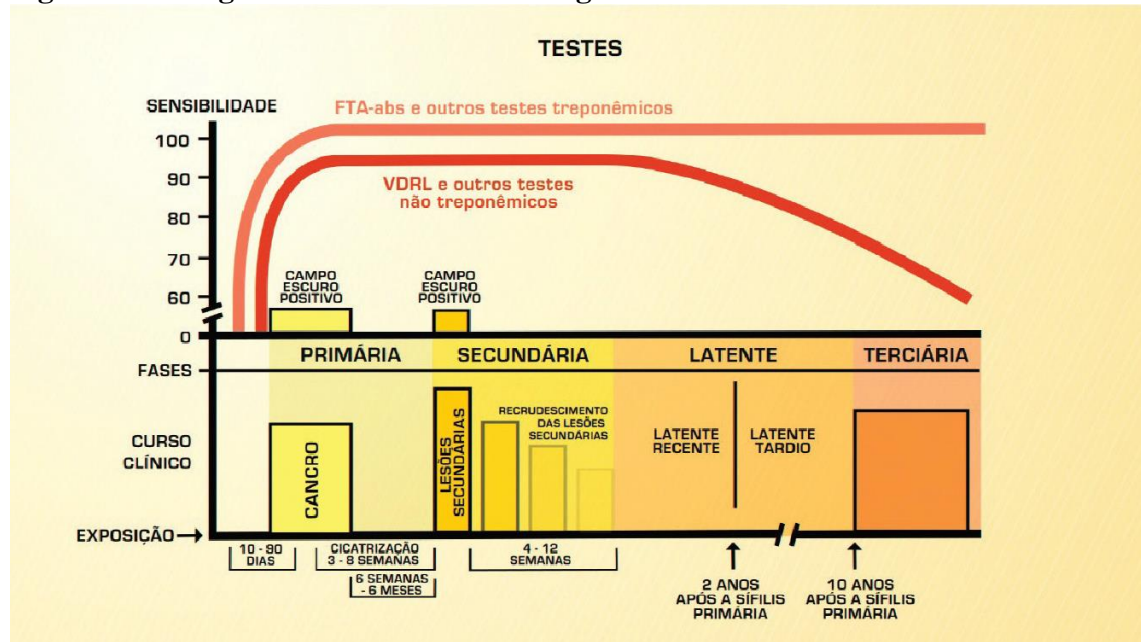 TESTES
SENSIBILIDADE
FTA-abs e outros testes treponêmicos
100
90
80
70
60
0
VDRL e outros testes
não treponêmicos
CAMPO
ESCURO
POSITIVO
CAMPO
ESCURO
POSITIVO
FASES
PRIMÁRIA
SECUNDÁRIA
LATENTE
TERCIÁRIA
CURSO
CLÍNICO
CANCRO
LESÕES
SECUNDÁRIAS
RECRUDESCIMENTO
DAS LESÕES
SECUNDÁRIAS
LATENTE
RECENTE
LATENTE
TARDIO
EXPOSIÇÃO
10 - 90
DIAS
CICATRIZAÇÃO
3 - 8 SEMANAS
6 SEMANAS
- 6 MESES
4 - 12
SEMANAS
2 ANOS
APÓS A SÍFILIS
PRIMÁRIA
10 ANOS
APÓS A SÍFILIS
PRIMÁRIA